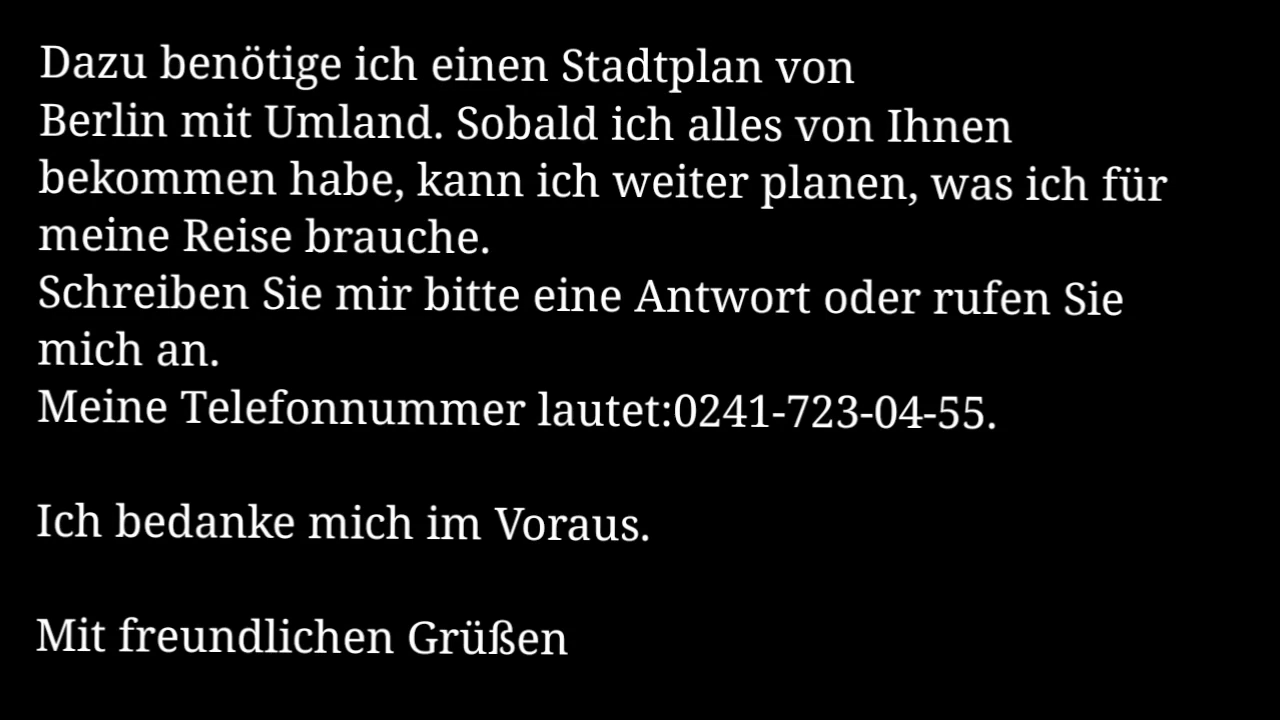 Dazu benötige ich einen Stadtplan von
Berlin mit Umland. Sobald ich alles von Ihnen
bekommen habe, kann ich weiter planen, was ich für
meine Reise brauche.
Schreiben Sie mir bitte eine Antwort oder rufen Sie
mich an.
Meine Telefonnummer lautet:0241-723-04-55.
Ich bedanke mich im Voraus.
Mit freundlichen Grüßen